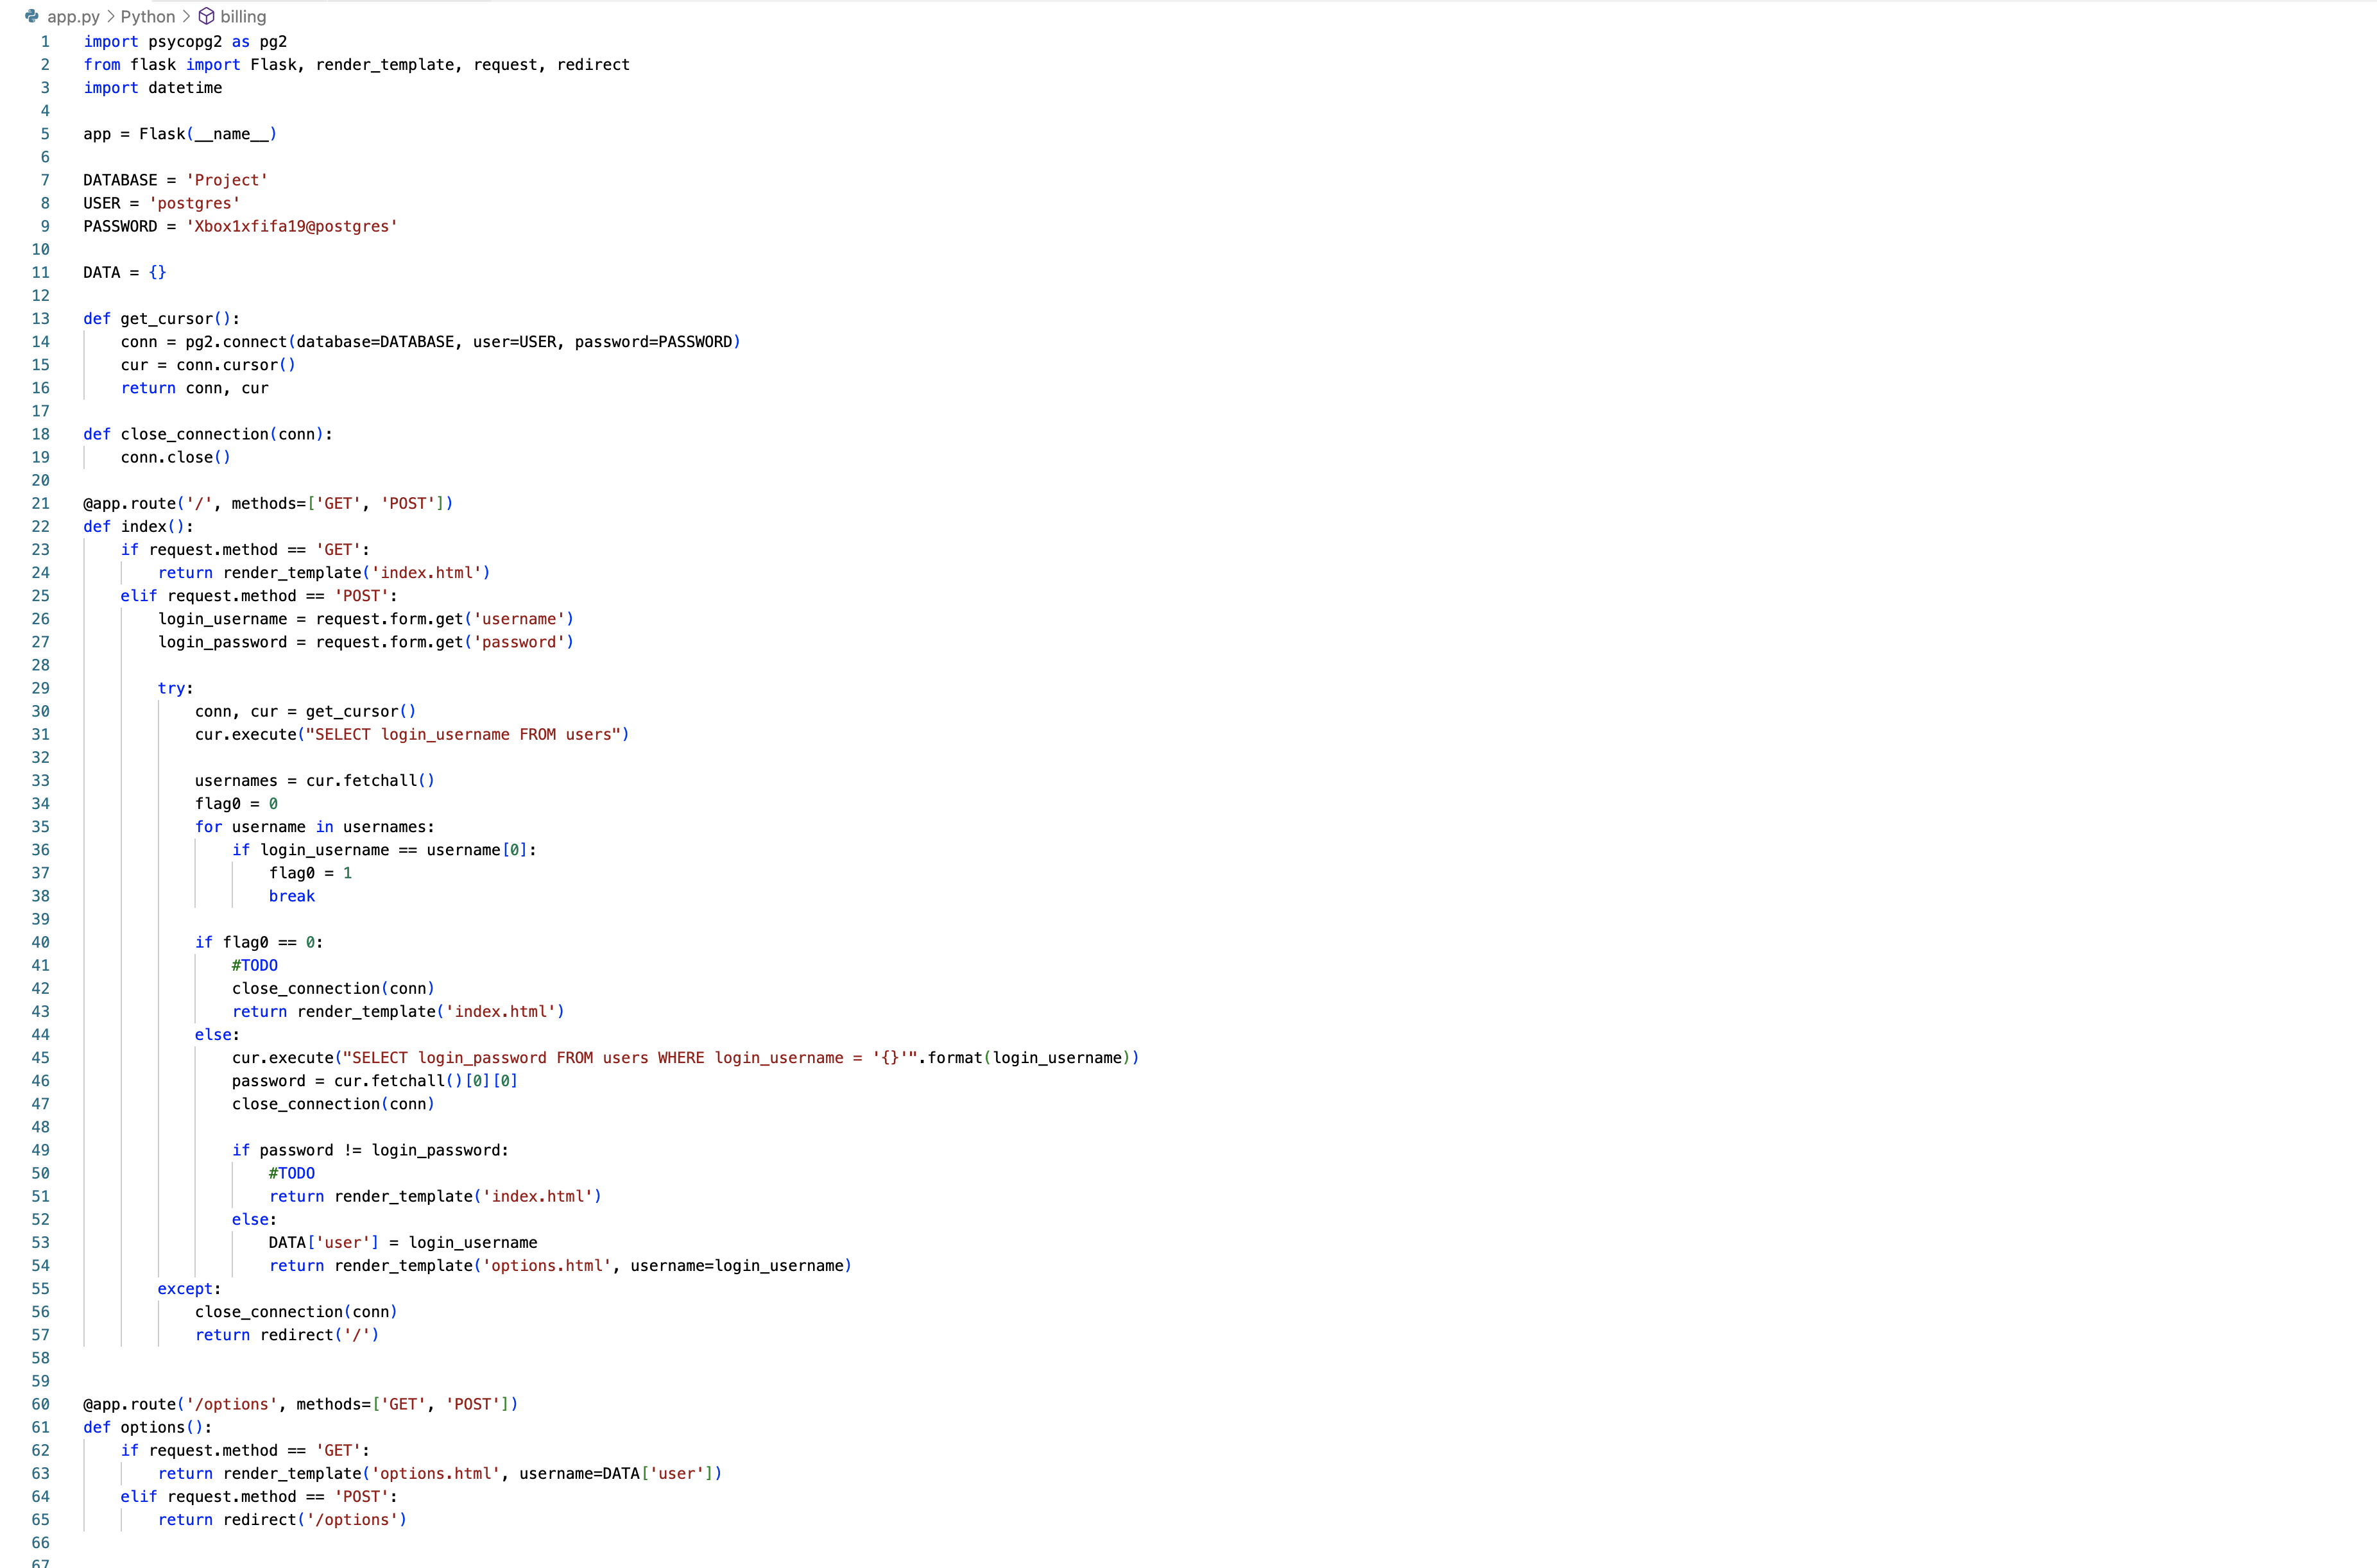 app.py > Python > billing
1 import psycopg2 as pg2
2 from flask import Flask, render_template, request, redirect
3 import datetime
4
5 app = Flask(__name__)
6
7 DATABASE = 'Project'
8 USER = 'postgres'
9 PASSWORD = 'Xbox1xfifa19@postgres'
10
11 DATA = {}
12
13 def get_cursor():
14     conn = pg2.connect(database=DATABASE, user=USER, password=PASSWORD)
15     cur = conn.cursor()
16     return conn, cur
17
18 def close_connection(conn):
19     conn.close()
20
21 @app.route('/', methods=['GET', 'POST'])
22 def index():
23     if request.method == 'GET':
24         return render_template('index.html')
25     elif request.method == 'POST':
26         login_username = request.form.get('username')
27         login_password = request.form.get('password')
28
29         try:
30             conn, cur = get_cursor()
31             cur.execute("SELECT login_username FROM users")
32
33             usernames = cur.fetchall()
34             flag0 = 0
35             for username in usernames:
36                 if login_username == username[0]:
37                     flag0 = 1
38                     break
39
40             if flag0 == 0:
41                 #TODO
42                 close_connection(conn)
43                 return render_template('index.html')
44             else:
45                 cur.execute("SELECT login_password FROM users WHERE login_username = '{}'".format(login_username))
46                 password = cur.fetchall()[0][0]
47                 close_connection(conn)
48
49                 if password != login_password:
50                     #TODO
51                     return render_template('index.html')
52                 else:
53                     DATA['user'] = login_username
54                     return render_template('options.html', username=login_username)
55         except:
56             close_connection(conn)
57             return redirect('/')
58
59
60 @app.route('/options', methods=['GET', 'POST'])
61 def options():
62     if request.method == 'GET':
63         return render_template('options.html', username=DATA['user'])
64     elif request.method == 'POST':
65         return redirect('/options')
66
67